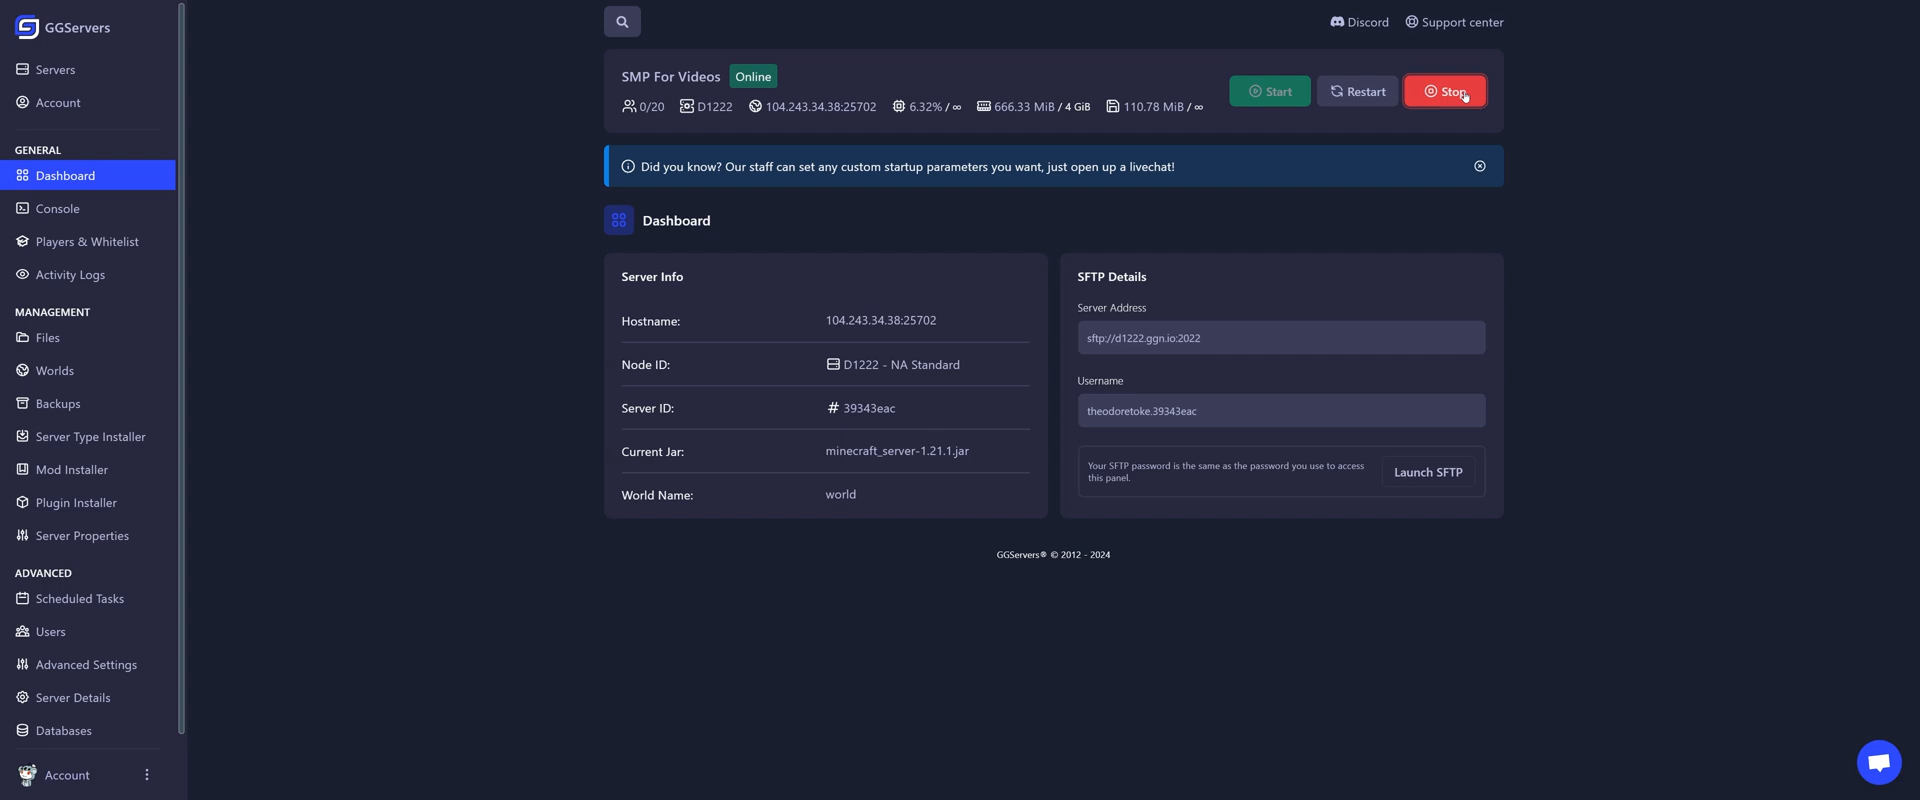 GGServers
Servers
Account
GENERAL
Dashboard
Console
Players & Whitelist
Activity Logs
MANAGEMENT
Files
Worlds
Backups
Server Type Installer
Mod Installer
Plugin Installer
Server Properties
ADVANCED
Scheduled Tasks
Users
Advanced Settings
Server Details
Databases
Account
Discord Support center
SMP For Videos Online
0/20 D1222 104.243.34.38:25702 6.32% / ∞ 666.33 MiB / 4 GiB 110.78 MiB / ∞
Start Restart Stop
Did you know? Our staff can set any custom startup parameters you want, just open up a livechat!
Dashboard
Server Info
Hostname: 104.243.34.38:25702
Node ID: D1222 - NA Standard
Server ID: # 39343eac
Current Jar: minecraft_server-1.21.1.jar
World Name: world
SFTP Details
Server Address
sftp://d1222.ggn.io:2022
Username
theodoretoke.39343eac
Your SFTP password is the same as the password you use to access
this panel.
Launch SFTP
GGServers® © 2012 - 2024